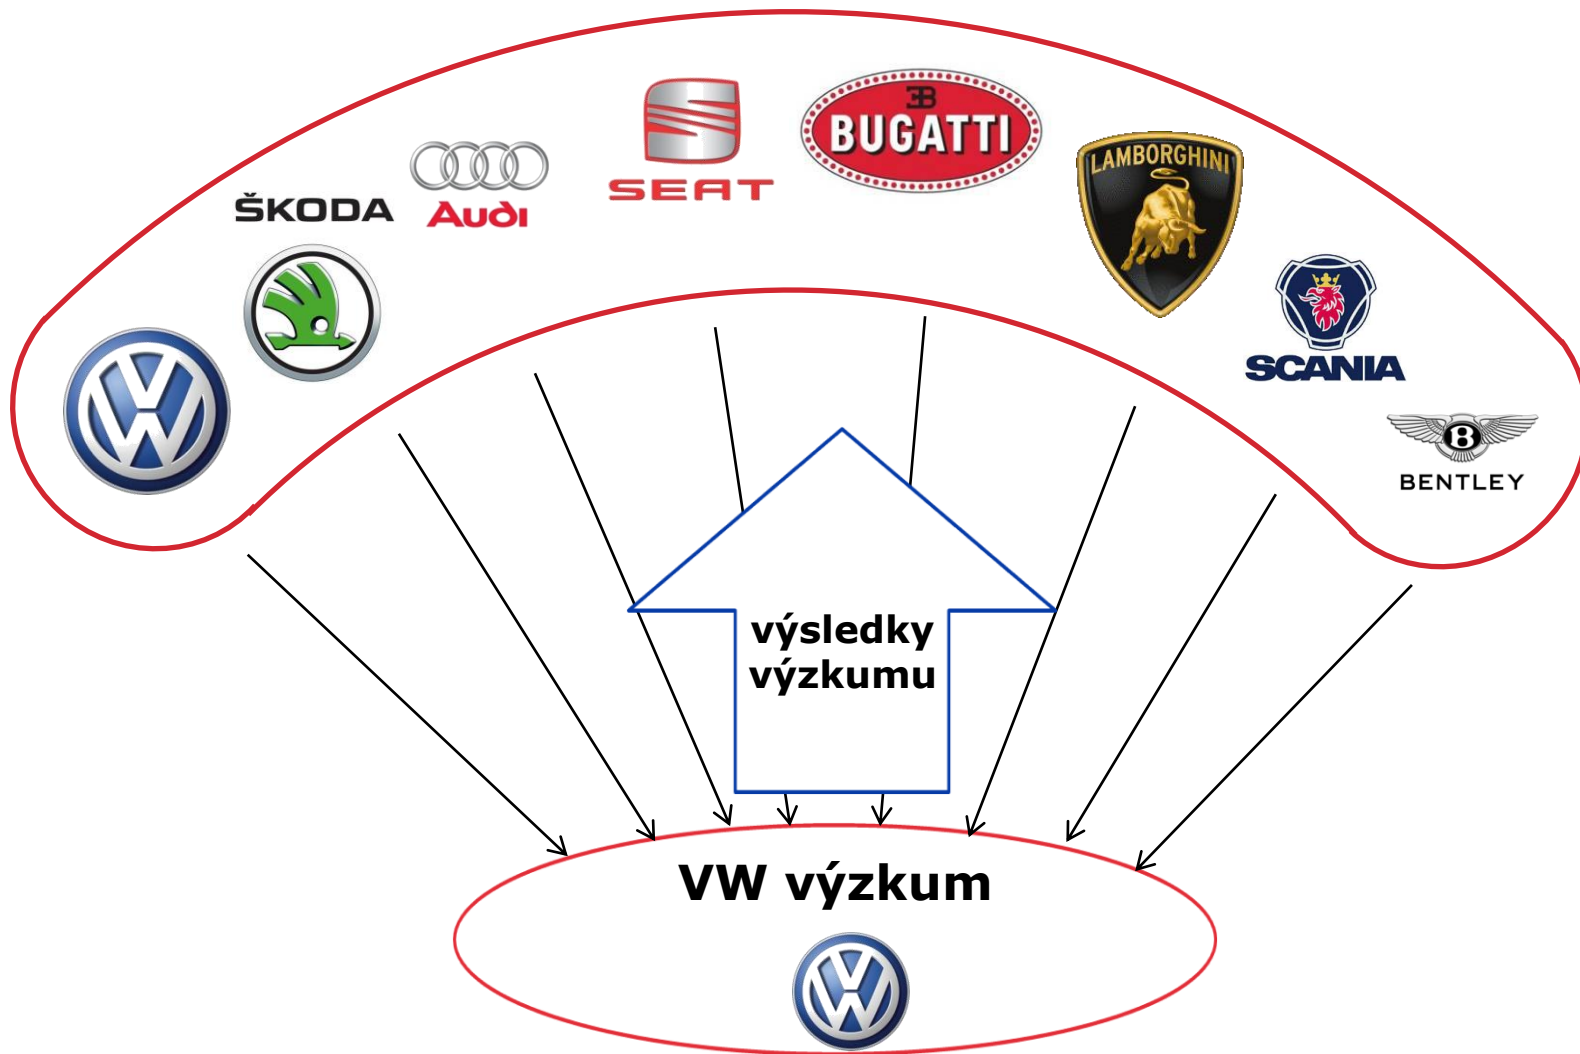 SEAT
BUGATTI
LAMBORGHINI
ŠKODA
Audi
SCANIA
BENTLEY
výsledky
výzkumu
VW výzkum